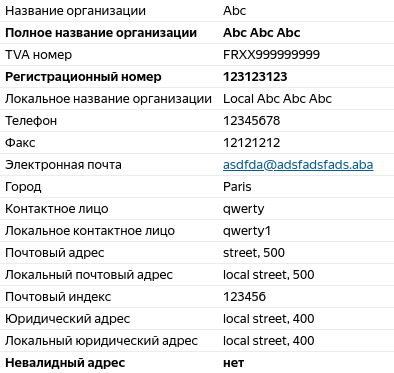 Название организации Abc
Полное название организации Abc Abc Abc
TVA номер FRXX999999999
Регистрационный номер 123123123
Локальное название организации Local Abc Abc Abc
Телефон 12345678
Факс 12121212
Электронная почта asdfda@adsfadsfads.aba
Город Paris
Контактное лицо qwerty
Локальное контактное лицо qwerty1
Почтовый адрес street, 500
Локальный почтовый адрес local street, 500
Почтовый индекс 123456
Юридический адрес local street, 400
Локальный юридический адрес local street, 400
Невалидный адрес нет